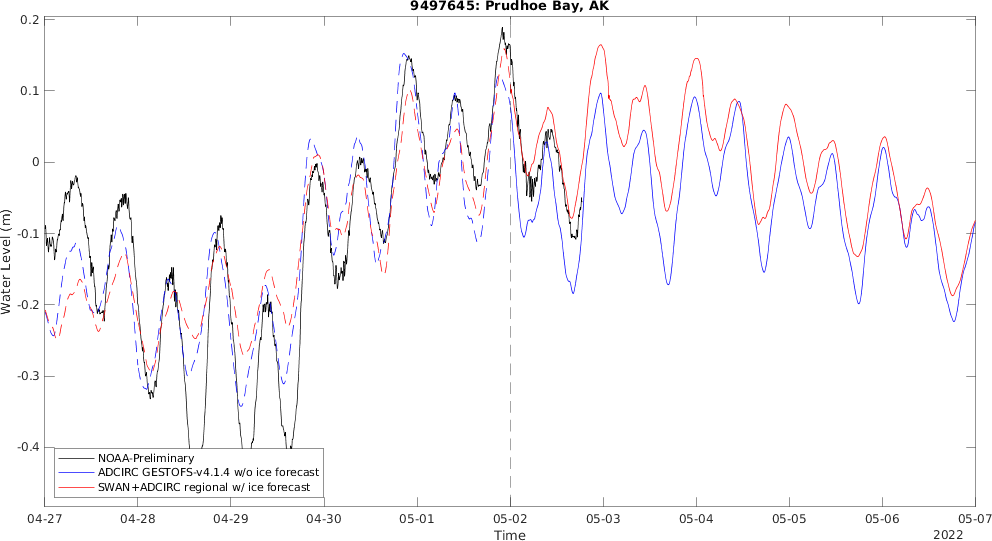 9497645: Prudhoe Bay, AK
0.2
0.1
0
-0.1
-0.2
-0.3
-0.4
Water Level (m)
NOAA-Preliminary
ADCIRC GESTOFS-v4.1.4 w/o ice forecast
SWAN+ADCIRC regional w/ ice forecast
04-27 04-28 04-29 04-30 05-01 05-02 05-03 05-04 05-05 05-06 05-07
Time
2022